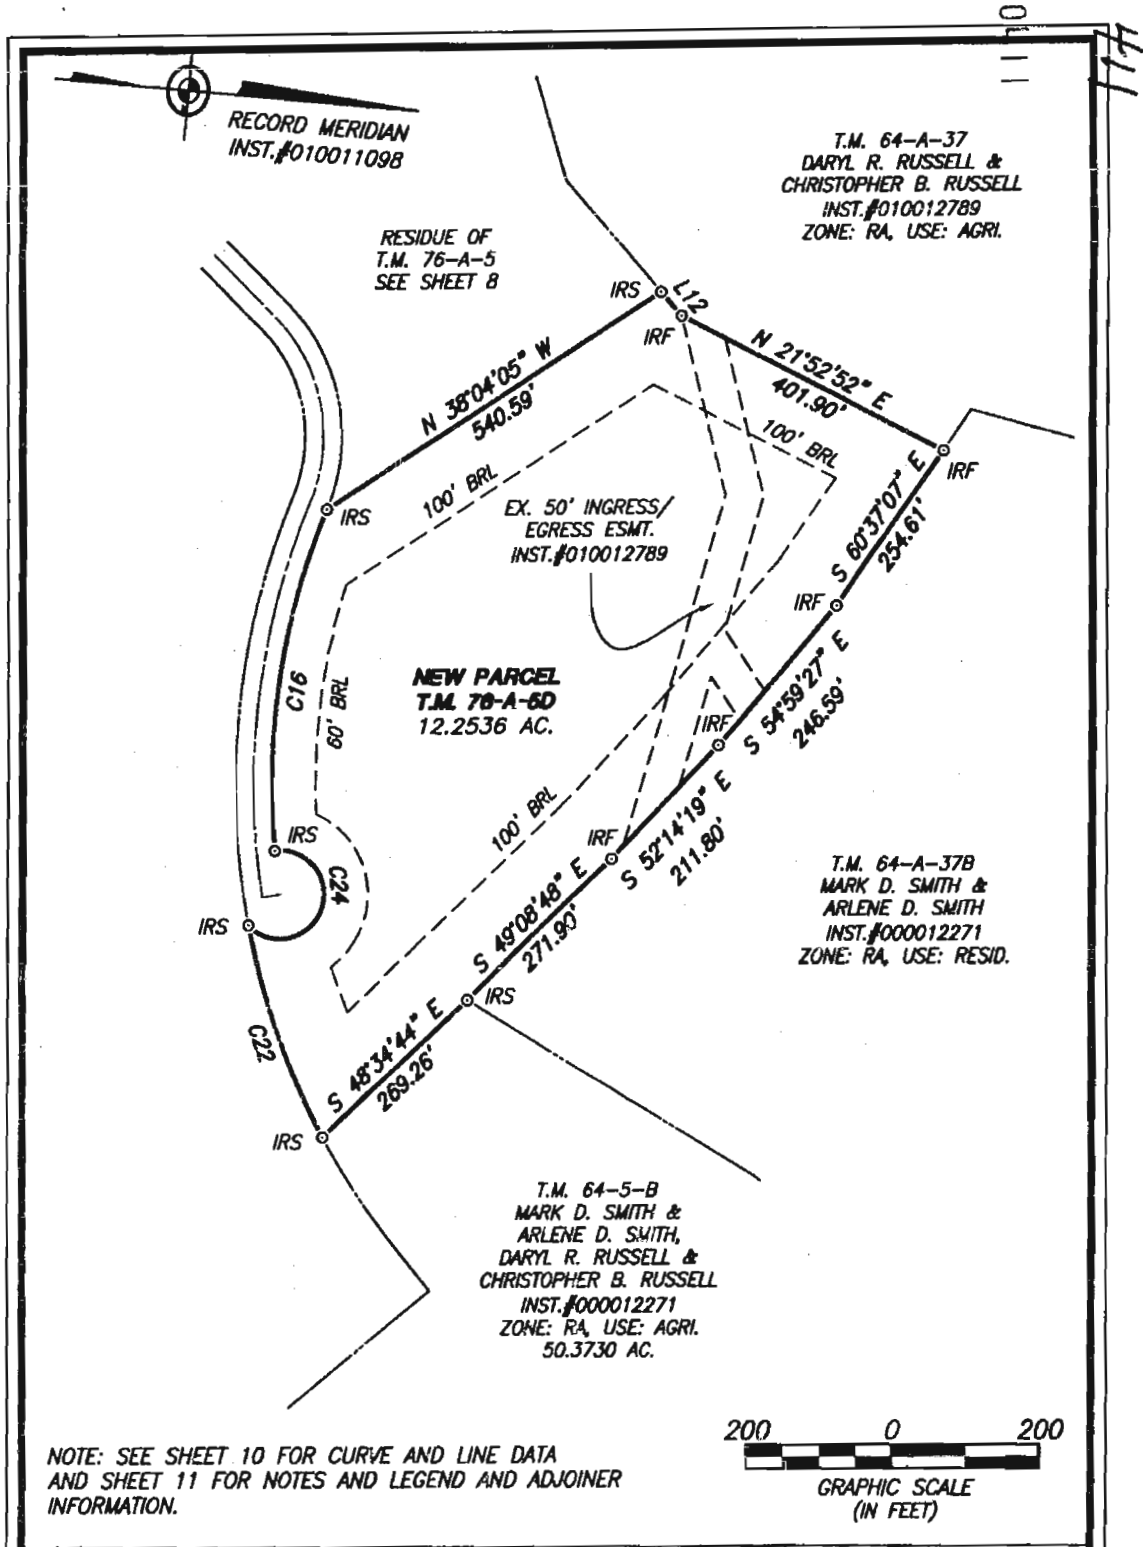 0110
1174
RECORD MERIDIAN
INST.#010011098
T.M. 64-A-37
DARYL R. RUSSELL &
CHRISTOPHER B. RUSSELL
INST.#010012789
ZONE: RA, USE: AGRI.
RESIDUE OF
T.M. 76-A-5
SEE SHEET 8
IRS
L12
IRF
N 21°52'52" E
401.90'
N 38°04'05" W
540.59'
100' BRL
100' BRL
IRF
IRS
EX. 50' INGRESS/
EGRESS ESMT.
INST.#010012789
S 60°37'07" E
254.61'
IRF
C16
60' BRL
NEW PARCEL
T.M. 76-A-5D
12.2536 AC.
S 54°59'27" E
246.59'
IRF
100' BRL
S 52°14'19" E
211.80'
IRS
IRF
C24
T.M. 64-A-37B
MARK D. SMITH &
ARLENE D. SMITH
INST.#000012271
ZONE: RA, USE: RESID.
IRS
S 49°08'48" E
271.90'
IRS
C22
S 48°34'44" E
269.26'
IRS
T.M. 64-5-B
MARK D. SMITH &
ARLENE D. SMITH,
DARYL R. RUSSELL &
CHRISTOPHER B. RUSSELL
INST.#000012271
ZONE: RA, USE: AGRI.
50.3730 AC.
200 0 200
GRAPHIC SCALE
(IN FEET)
NOTE: SEE SHEET 10 FOR CURVE AND LINE DATA
AND SHEET 11 FOR NOTES AND LEGEND AND ADJOINER
INFORMATION.